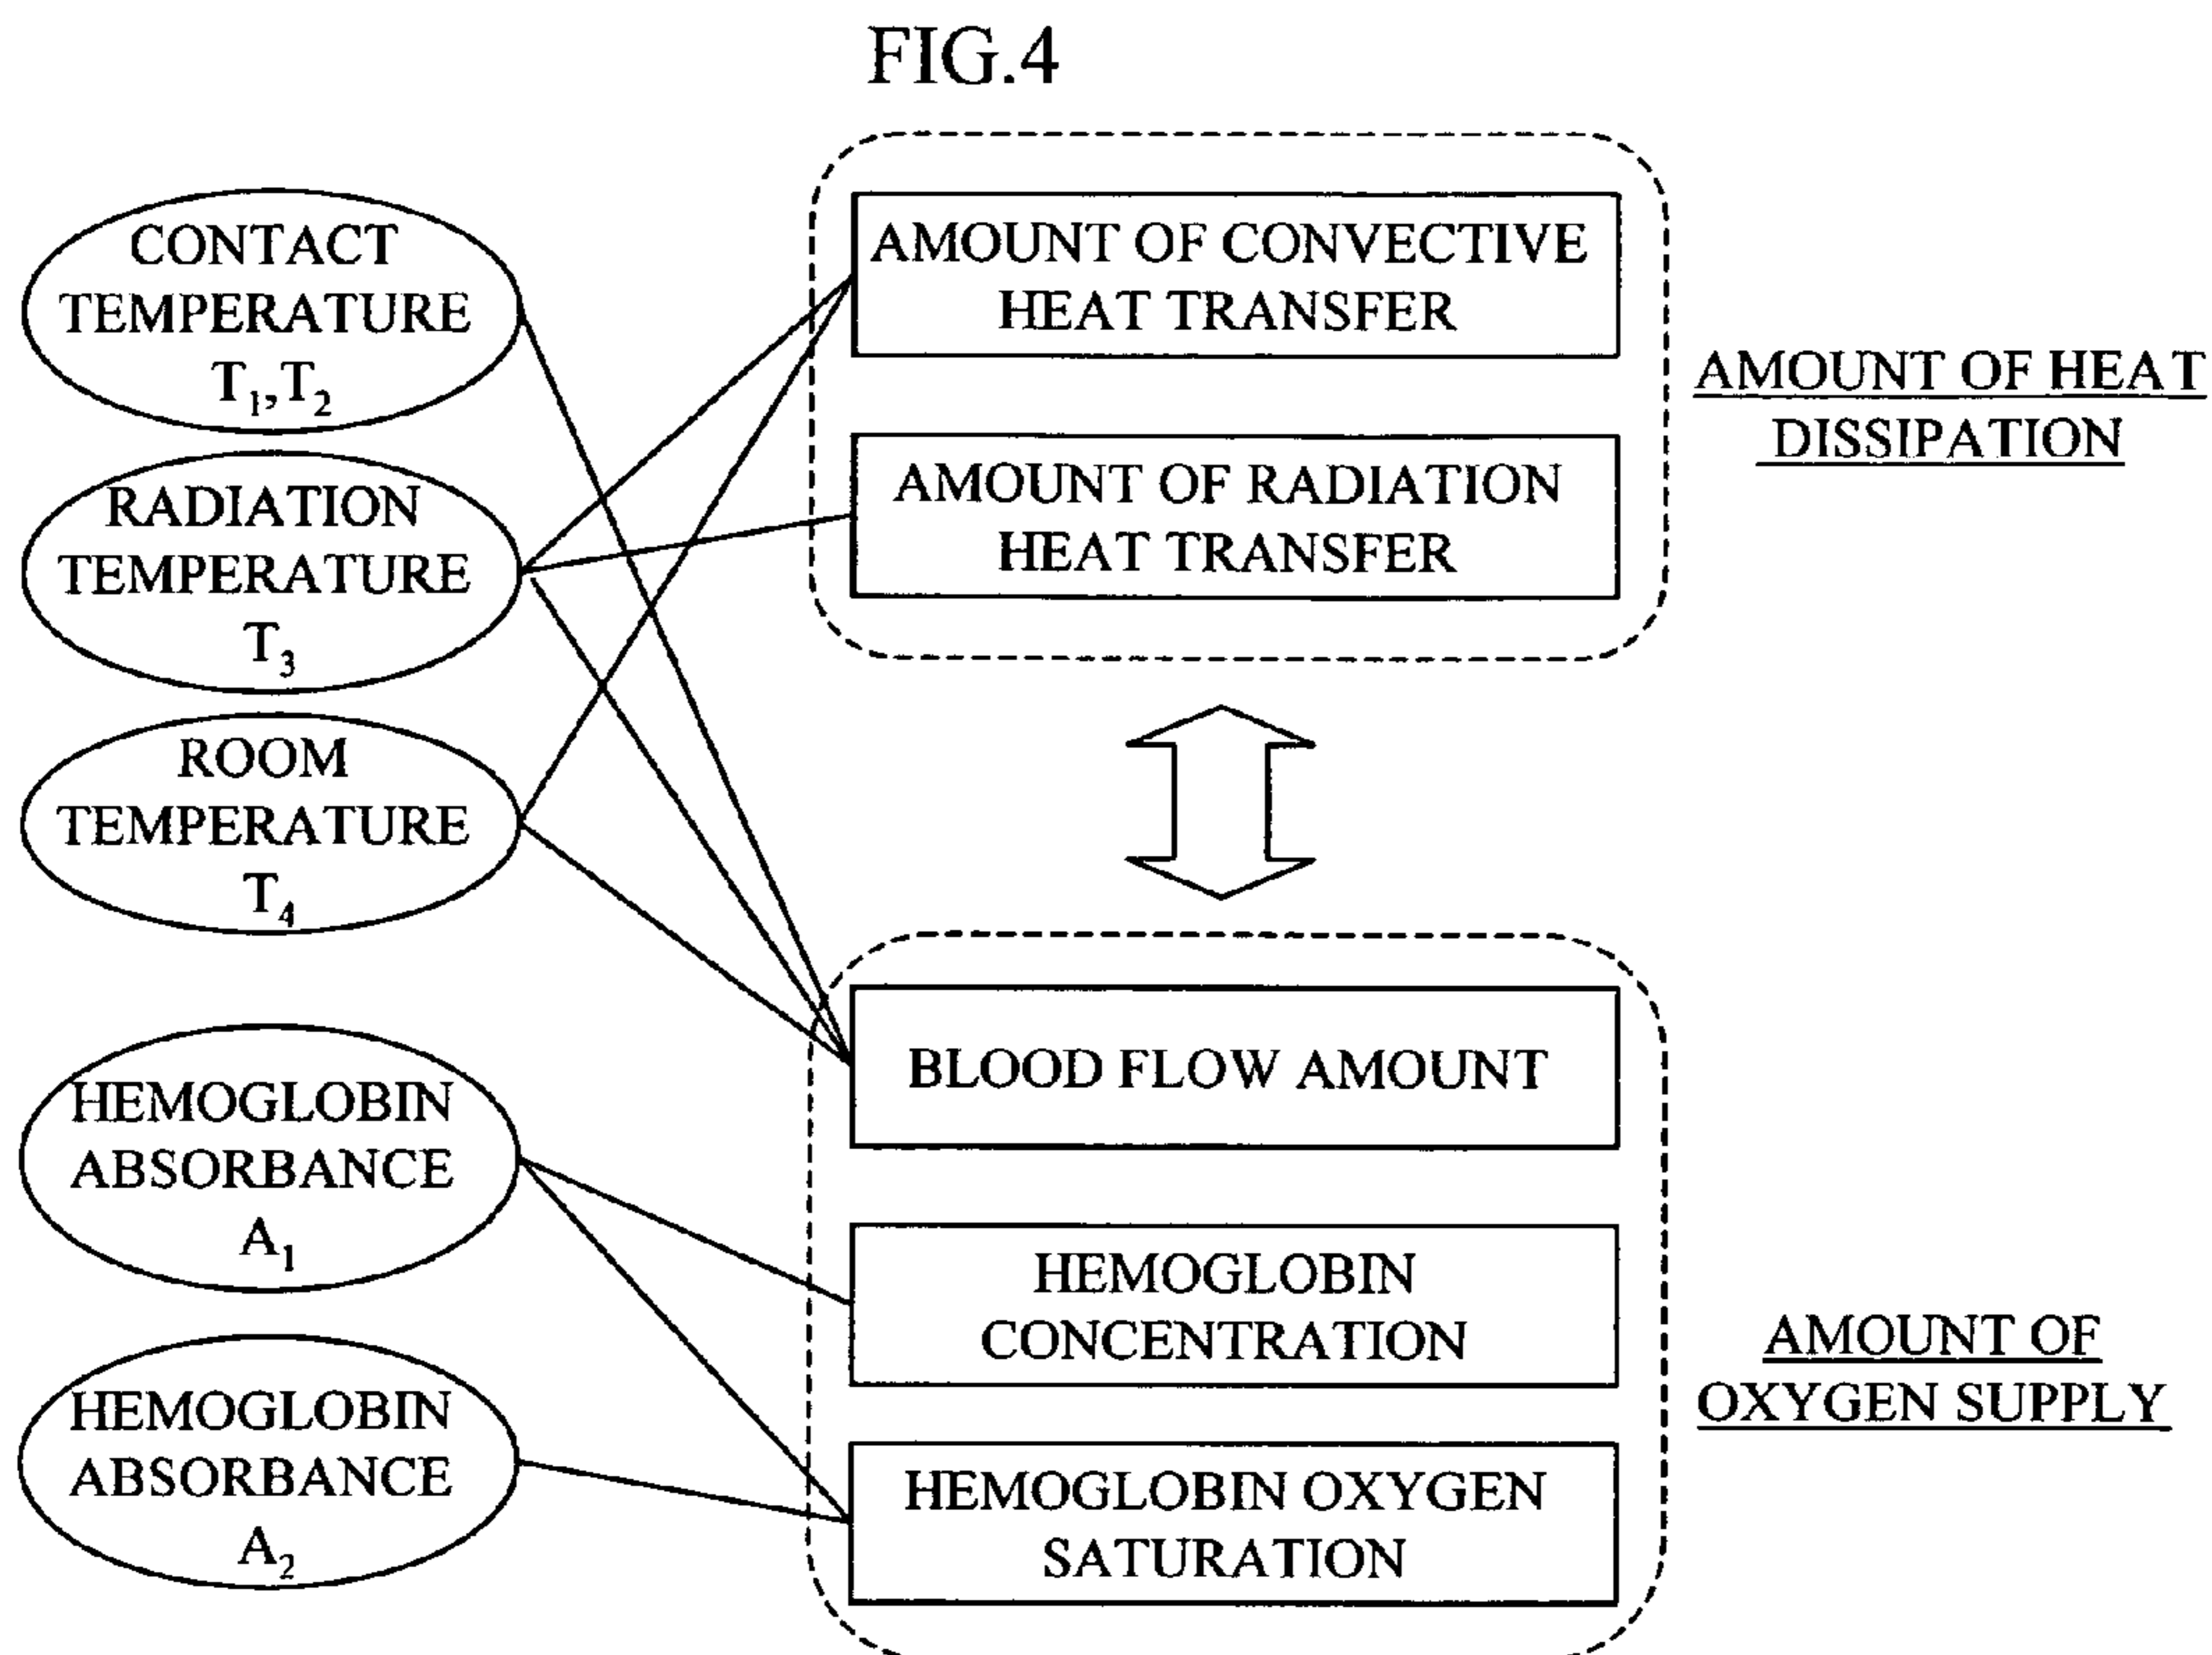 FIG.4
CONTACT
TEMPERATURE
T₁,T₂
RADIATION
TEMPERATURE
T₃
ROOM
TEMPERATURE
T₄
HEMOGLOBIN
ABSORBANCE
A₁
HEMOGLOBIN
ABSORBANCE
A₂
AMOUNT OF CONVECTIVE
HEAT TRANSFER
AMOUNT OF RADIATION
HEAT TRANSFER
AMOUNT OF HEAT
DISSIPATION
BLOOD FLOW AMOUNT
HEMOGLOBIN
CONCENTRATION
HEMOGLOBIN OXYGEN
SATURATION
AMOUNT OF
OXYGEN SUPPLY